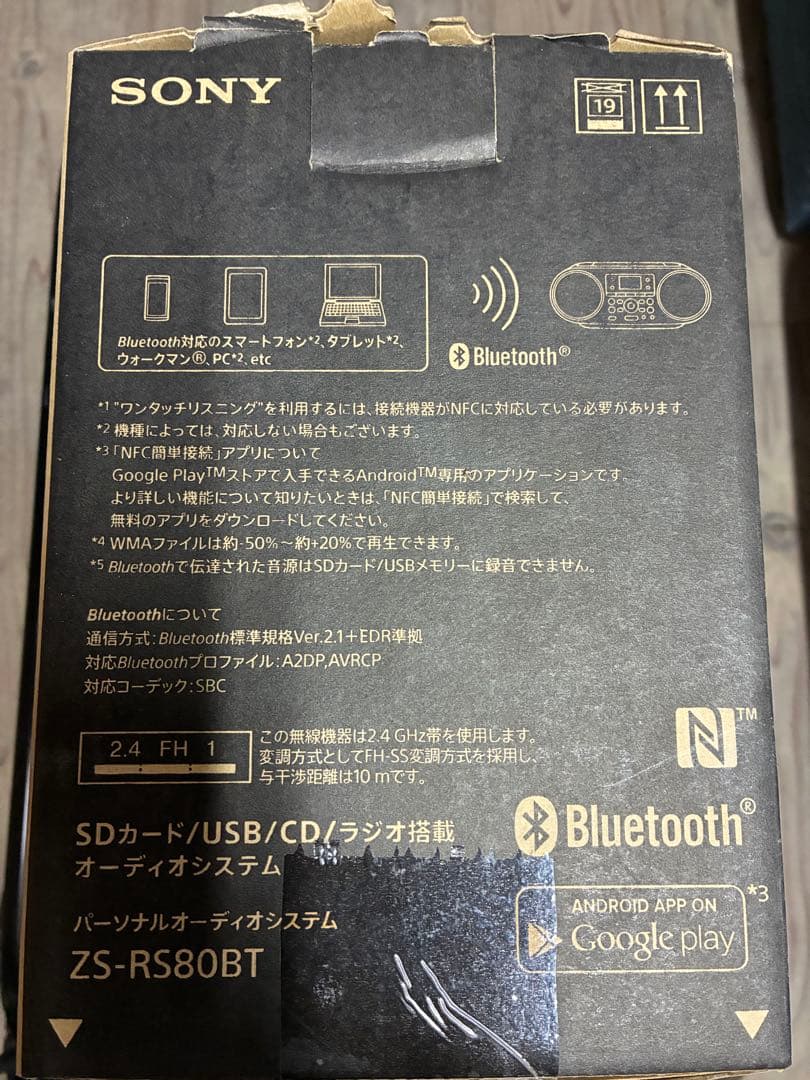 SONY
19
Bluetooth対応のスマートフォン*2、タブレット*2、
ウォークマン®、PC*2、etc
Bluetooth®
*1 "ワンタッチリスニング"を利用するには、接続機器がNFCに対応している必要があります。
*2 機種によっては、対応しない場合もございます。
*3「NFC簡単接続」アプリについて
Google Play™ストアで入手できるAndroid™専用のアプリケーションです。
より詳しい機能について知りたいときは、「NFC簡単接続」で検索して、
無料のアプリをダウンロードしてください。
*4 WMAファイルは約-50%～約+20%で再生できます。
*5 Bluetoothで伝達された音源はSDカード/USBメモリーに録音できません。
Bluetoothについて
通信方式:Bluetooth標準規格Ver.2.1+EDR準拠
対応Bluetoothプロファイル:A2DP,AVRCP
対応コーデック:SBC
2.4 FH 1
この無線機器は2.4 GHz帯を使用します。
変調方式としてFH-SS変調方式を採用し、
与干渉距離は10 mです。
N™
SDカード/USB/CD/ラジオ搭載
オーディオシステム
Bluetooth®
パーソナルオーディオシステム
ZS-RS80BT
ANDROID APP ON
Google play
*3